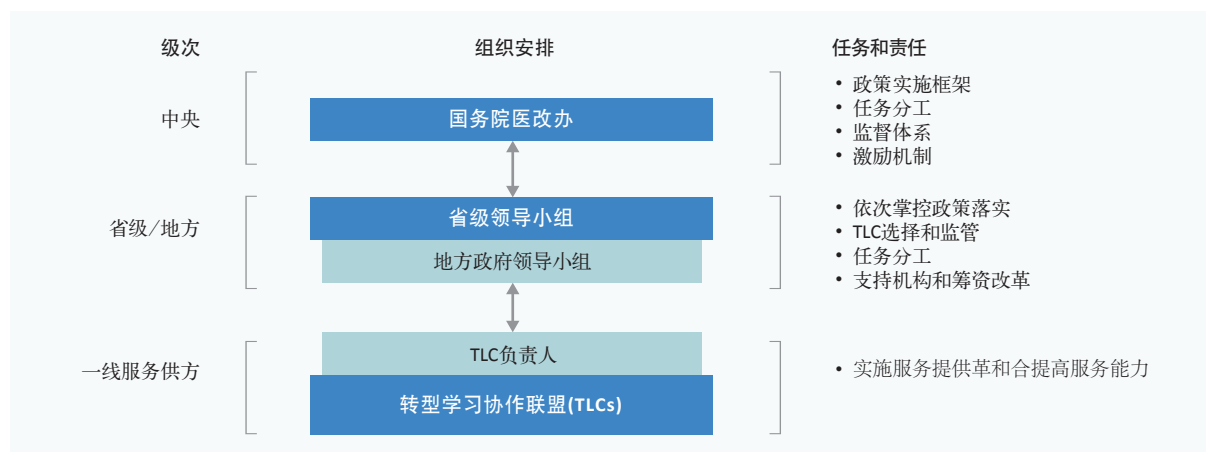 级次
组织安排
任务和责任
中央
国务院医改办
• 政策实施框架
• 任务分工
• 监督体系
• 激励机制
省级/地方
省级领导小组
地方政府领导小组
• 依次掌控政策落实
• TLC选择和监管
• 任务分工
• 支持机构和筹资改革
一线服务供方
TLC负责人
转型学习协作联盟(TLCs)
• 实施服务提供革和合提高服务能力